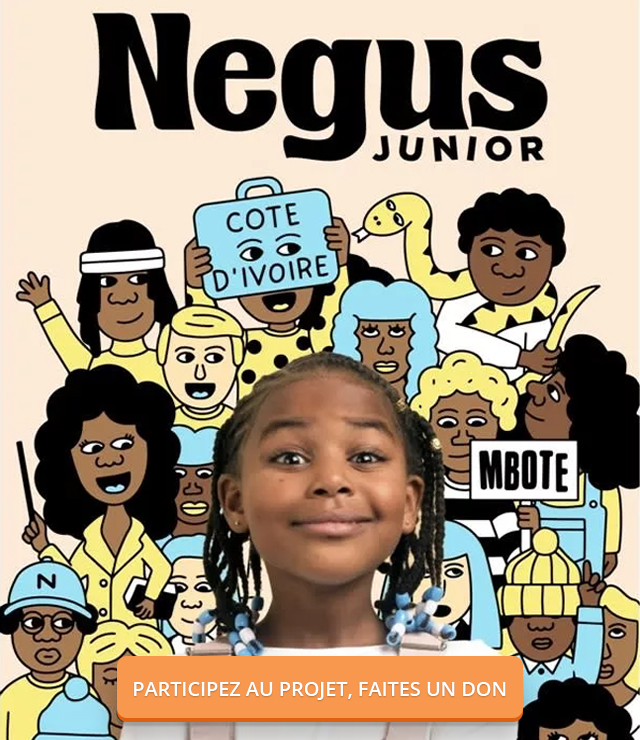 Negus
JUNIOR
COTE
D'IVOIRE
MBOTE
N
PARTICIPEZ AU PROJET, FAITES UN DON